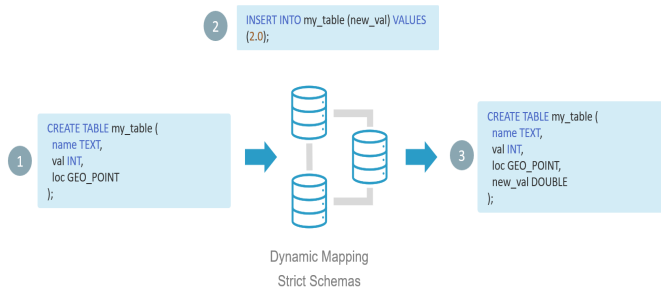 2
INSERT INTO my_table (new_val) VALUES
(2.0);
1
CREATE TABLE my_table (
name TEXT,
val INT,
loc GEO_POINT
);
3
CREATE TABLE my_table (
name TEXT,
val INT,
loc GEO_POINT,
new_val DOUBLE
);
Dynamic Mapping
Strict Schemas